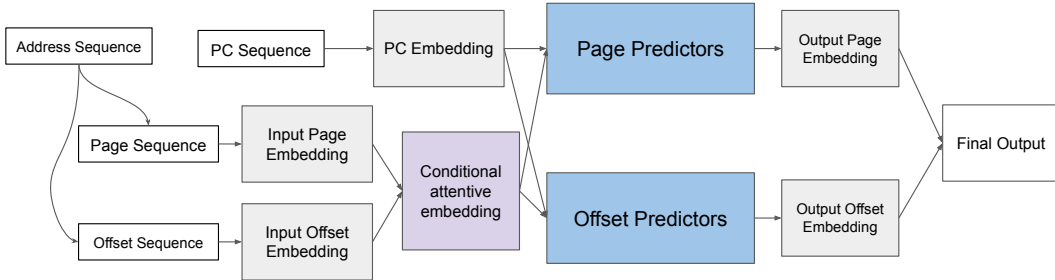 Address Sequence
PC Sequence
PC Embedding
Page Predictors
Output Page
Embedding
Page Sequence
Input Page
Embedding
Conditional
attentive
embedding
Final Output
Offset Sequence
Input Offset
Embedding
Offset Predictors
Output Offset
Embedding